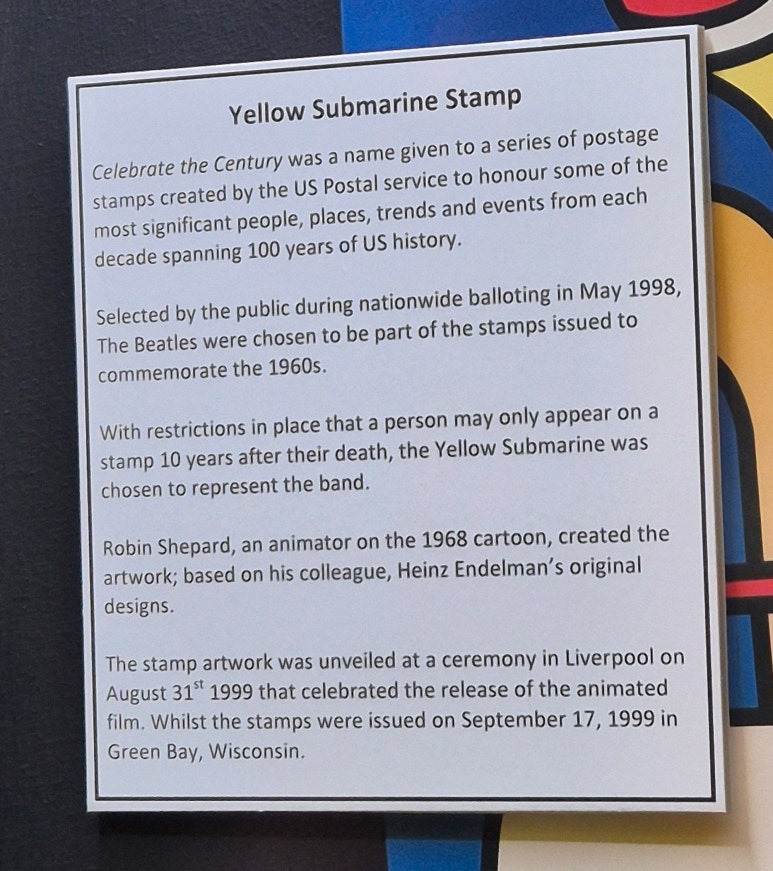 Yellow Submarine Stamp
Celebrate the Century was a name given to a series of postage
stamps created by the US Postal service to honour some of the
most significant people, places, trends and events from each
decade spanning 100 years of US history.
Selected by the public during nationwide balloting in May 1998,
The Beatles were chosen to be part of the stamps issued to
commemorate the 1960s.
With restrictions in place that a person may only appear on a
stamp 10 years after their death, the Yellow Submarine was
chosen to represent the band.
Robin Shepard, an animator on the 1968 cartoon, created the
artwork; based on his colleague, Heinz Endelman’s original
designs.
The stamp artwork was unveiled at a ceremony in Liverpool on
August 31st 1999 that celebrated the release of the animated
film. Whilst the stamps were issued on September 17, 1999 in
Green Bay, Wisconsin.